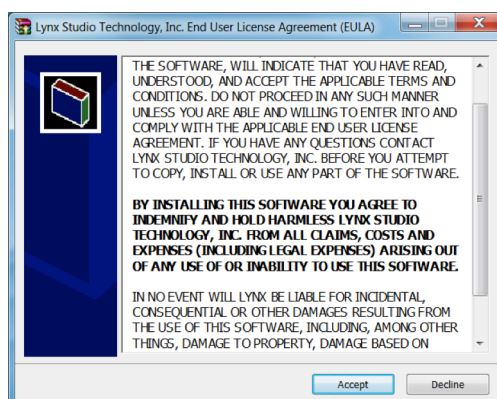 Lynx Studio Technology, Inc. End User License Agreement (EULA)
THE SOFTWARE, WILL INDICATE THAT YOU HAVE READ,
UNDERSTOOD, AND ACCEPT THE APPLICABLE TERMS AND
CONDITIONS. DO NOT PROCEED IN ANY SUCH MANNER
UNLESS YOU ARE ABLE AND WILLING TO ENTER INTO AND
COMPLY WITH THE APPLICABLE END USER LICENSE
AGREEMENT. IF YOU HAVE ANY QUESTIONS CONTACT
LYNX STUDIO TECHNOLOGY, INC. BEFORE YOU ATTEMPT
TO COPY, INSTALL OR USE ANY PART OF THE SOFTWARE.
BY INSTALLING THIS SOFTWARE YOU AGREE TO
INDEMNIFY AND HOLD HARMLESS LYNX STUDIO
TECHNOLOGY, INC. FROM ALL CLAIMS, COSTS AND
EXPENSES (INCLUDING LEGAL EXPENSES) ARISING OUT
OF ANY USE OF OR INABILITY TO USE THIS SOFTWARE.
IN NO EVENT WILL LYNX BE LIABLE FOR INCIDENTAL,
CONSEQUENTIAL OR OTHER DAMAGES RESULTING FROM
THE USE OF THIS SOFTWARE, INCLUDING, AMONG OTHER
THINGS, DAMAGE TO PROPERTY, DAMAGE BASED ON
Accept Decline